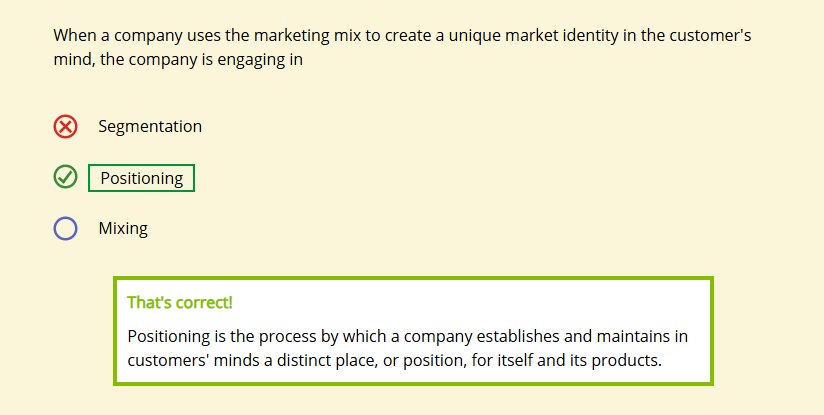 When a company uses the marketing mix to create a unique market identity in the customer's
mind, the company is engaging in
Segmentation
Positioning
Mixing
That's correct!
Positioning is the process by which a company establishes and maintains in
customers' minds a distinct place, or position, for itself and its products.